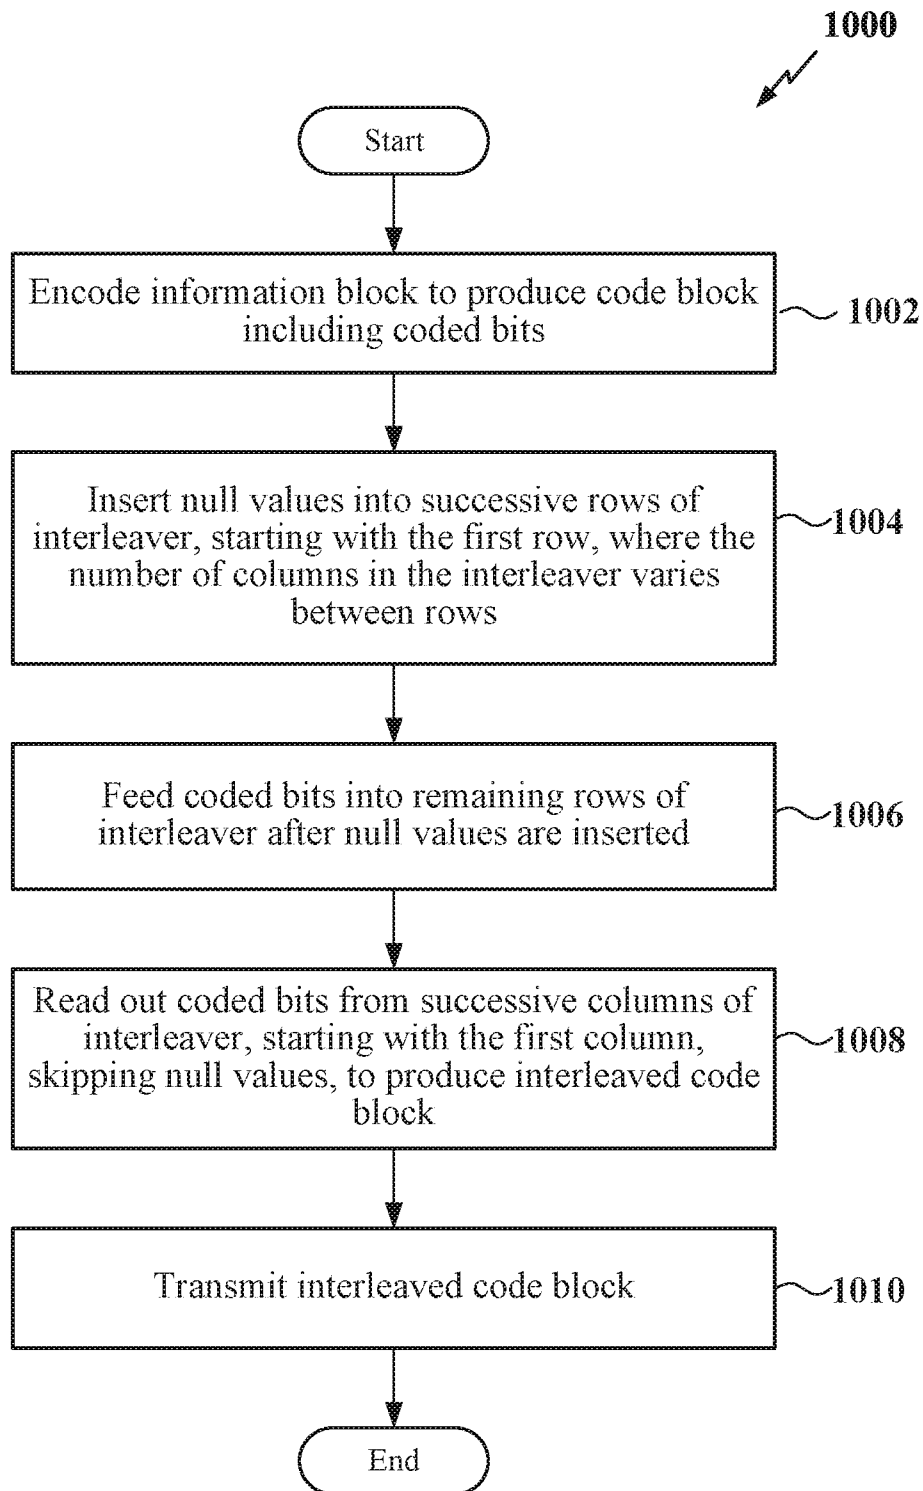 1000
Start
Encode information block to produce code block
including coded bits
1002
Insert null values into successive rows of
interleaver, starting with the first row, where the
number of columns in the interleaver varies
between rows
1004
Feed coded bits into remaining rows of
interleaver after null values are inserted
1006
Read out coded bits from successive columns of
interleaver, starting with the first column,
skipping null values, to produce interleaved code
block
1008
Transmit interleaved code block
1010
End